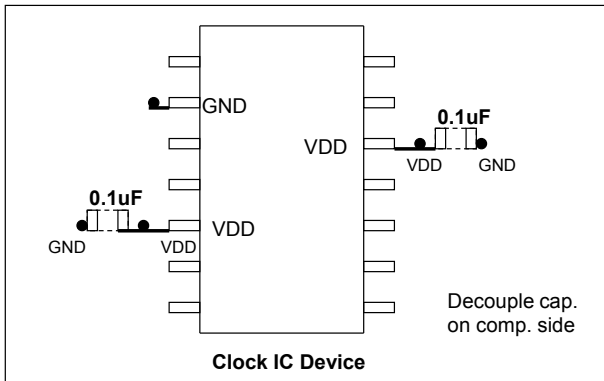 GND
0.1uF
VDD
VDD
GND
0.1uF
VDD
GND
VDD
Decouple cap.
on comp. side
Clock IC Device